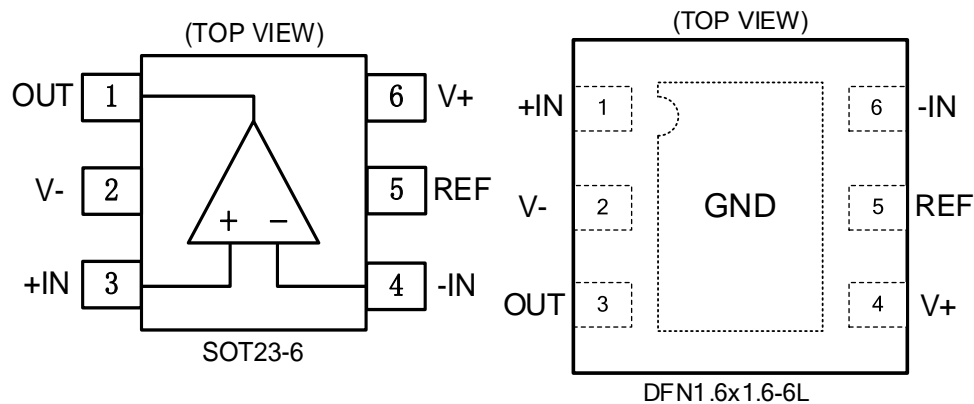 (TOP VIEW)
OUT 1 6 V+
V- 2 5 REF
+ −
+IN 3 4 -IN
SOT23-6
(TOP VIEW)
+IN 1 6 -IN
V- 2 GND 5 REF
OUT 3 4 V+
DFN1.6x1.6-6L